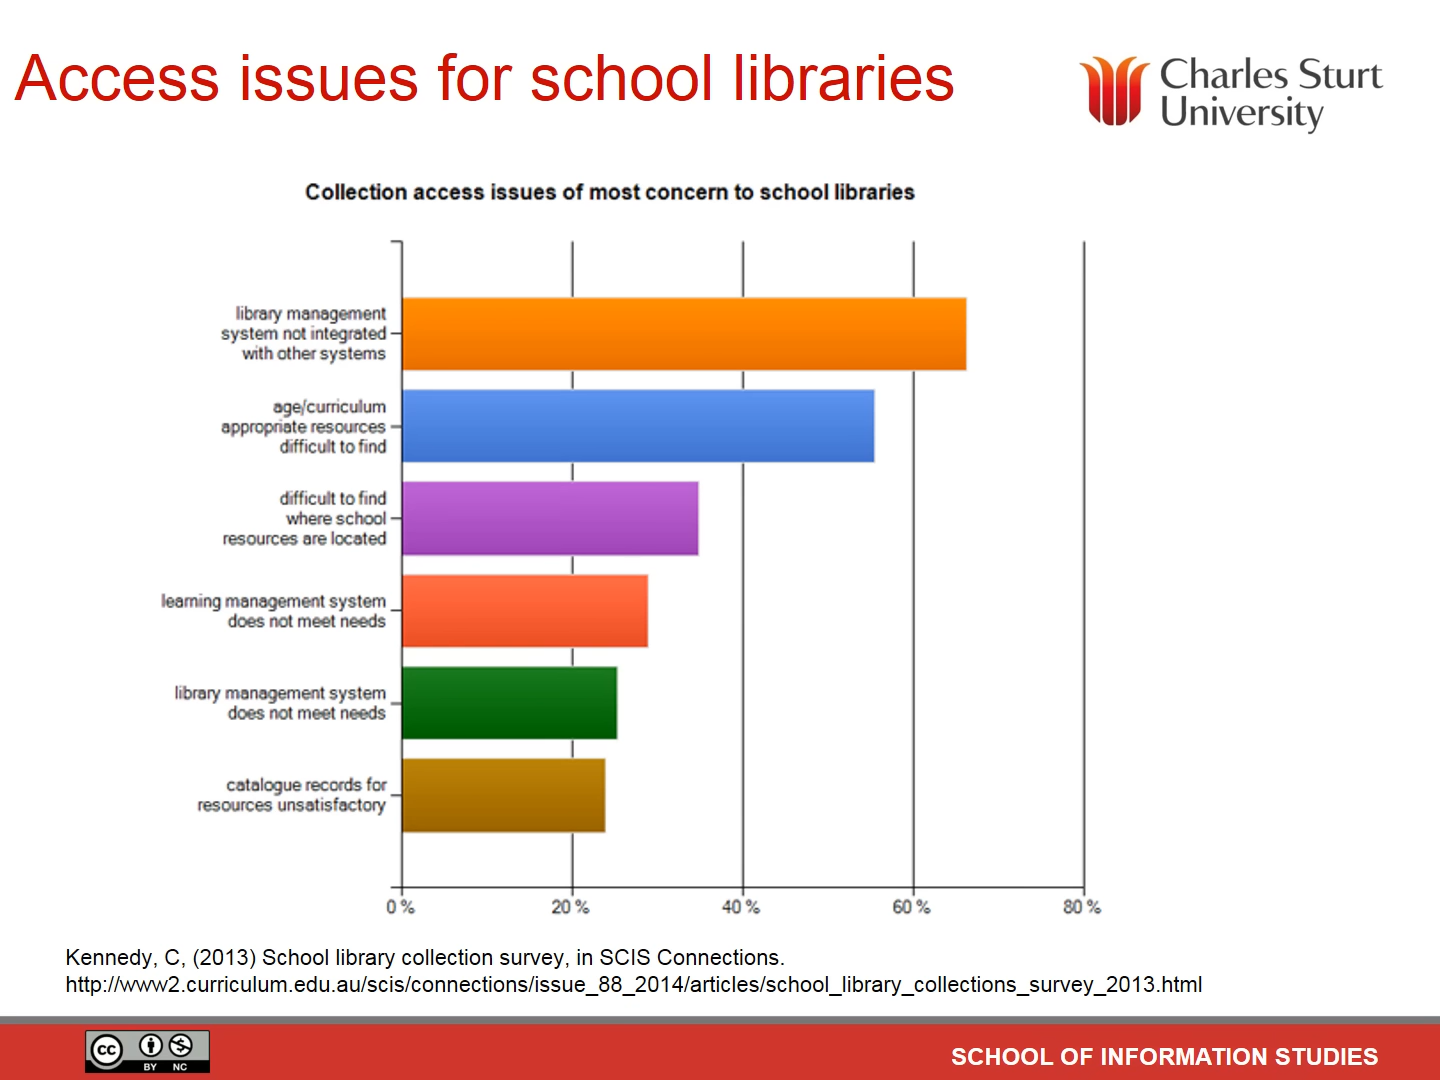 Access issues for school libraries
Charles Sturt
University
Collection access issues of most concern to school libraries
library management
system not integrated
with other systems
age/curriculum
appropriate resources
difficult to find
difficult to find
where school
resources are located
learning management system
does not meet needs
library management system
does not meet needs
catalogue records for
resources unsatisfactory
0 %
20 %
40 %
60 %
80 %
Kennedy, C, (2013) School library collection survey, in SCIS Connections.
http://www2.curriculum.edu.au/scis/connections/issue_88_2014/articles/school_library_collections_survey_2013.html
cc
BY NC
SCHOOL OF INFORMATION STUDIES